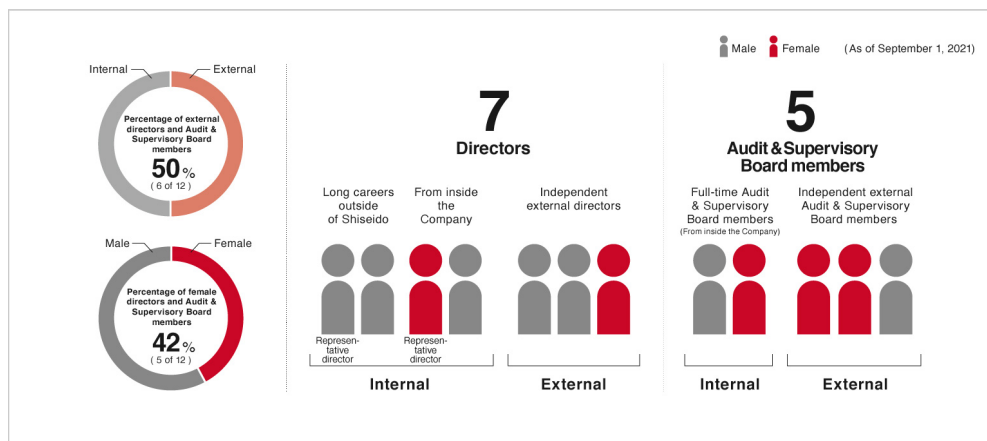 Male
Female
(As of September 1, 2021)
Internal
External
Percentage of external
directors and Audit &
Supervisory Board
members
50 %
( 6 of 12 )
Male
Female
Percentage of female
directors and Audit &
Supervisory Board
members
42 %
( 5 of 12 )
7
Directors
Long careers
outside
of Shiseido
From inside
the
Company
Independent
external directors
Represen-
tative
director
Represen-
tative
director
Internal
External
5
Audit & Supervisory
Board members
Full-time Audit
& Supervisory
Board members
(From inside the Company)
Independent external
Audit & Supervisory
Board members
Internal
External